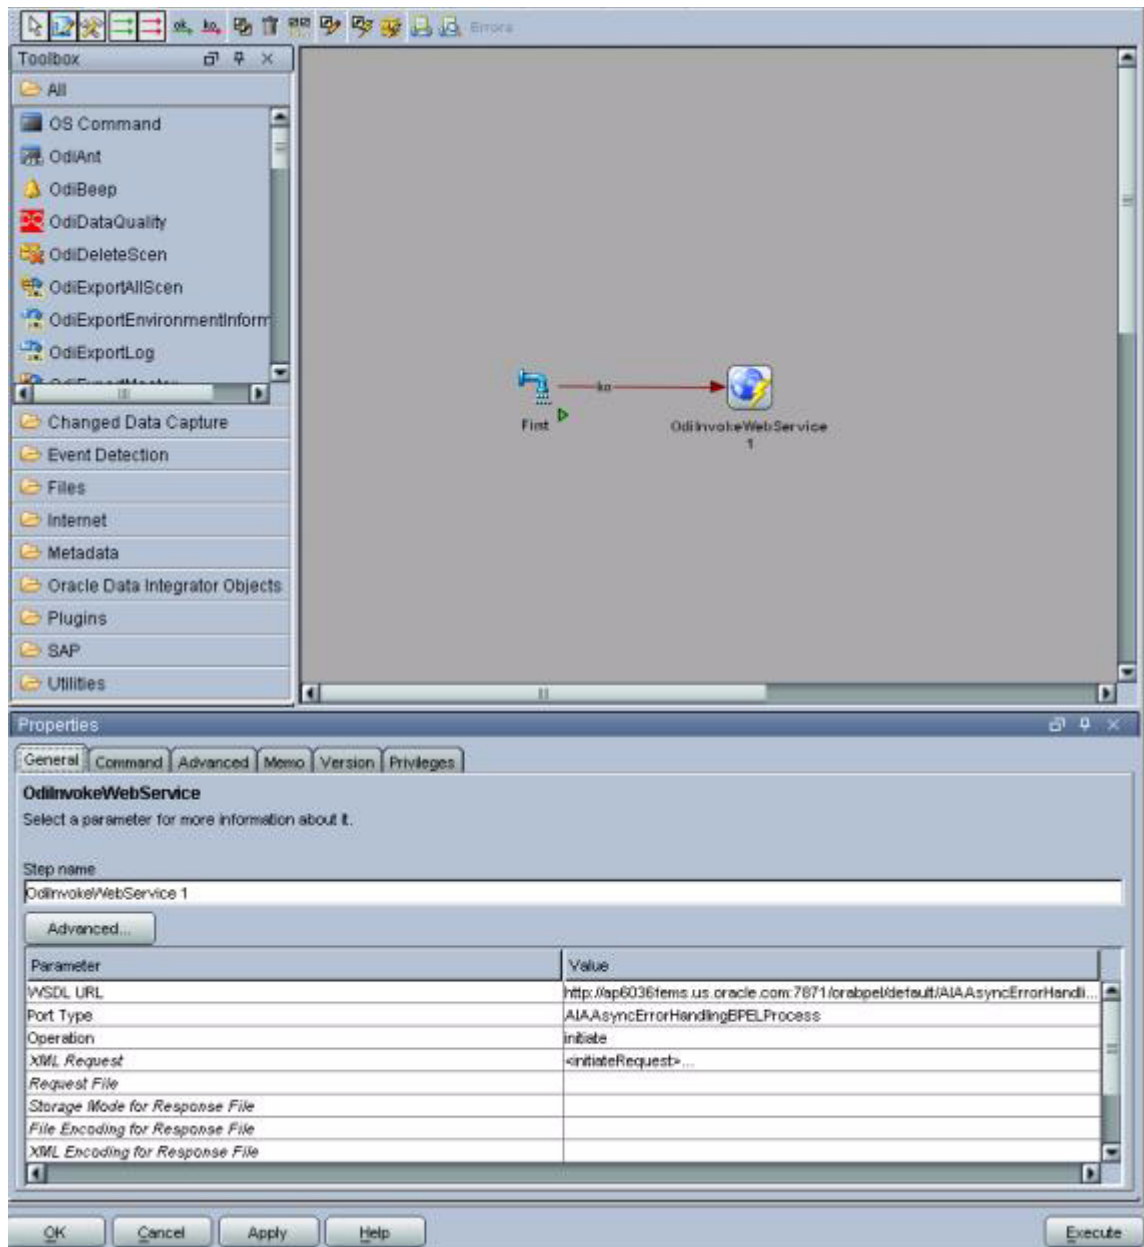 ok ko Errors
Toolbox
All
OS Command
OdiAnt
OdiBeep
OdiDataQuality
OdiDeleteScen
OdiExportAllScen
OdiExportEnvironmentInform
OdiExportLog
Changed Data Capture
Event Detection
Files
Internet
Metadata
Oracle Data Integrator Objects
Plugins
SAP
Utilities
ko
First
OdiInvokeWebService
1
Properties
General Command Advanced Memo Version Privileges
OdiInvokeWebService
Select a parameter for more information about it.
Step name
OdiInvokeWebService 1
Advanced...
Parameter Value
WSDL URL http://ap6036fems.us.oracle.com:7871/orabpel/default/AIAAsyncErrorHandli...
Port Type AIAAsyncErrorHandlingBPELProcess
Operation initiate
XML Request <initiateRequest>...
Request File
Storage Mode for Response File
File Encoding for Response File
XML Encoding for Response File
OK Cancel Apply Help Execute